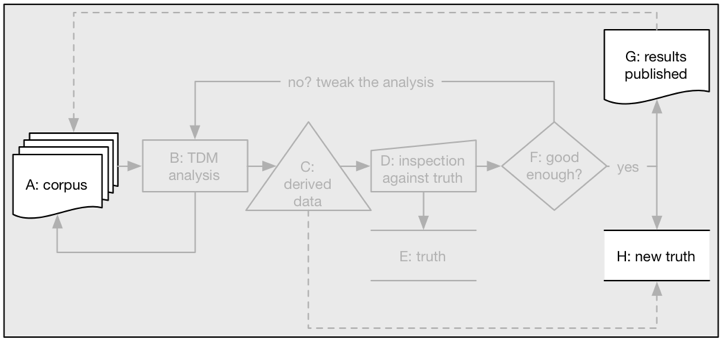 G: results
published
no? tweak the analysis
A: corpus
B: TDM
analysis
C:
derived
data
D: inspection
against truth
F: good
enough?
yes
E: truth
H: new truth